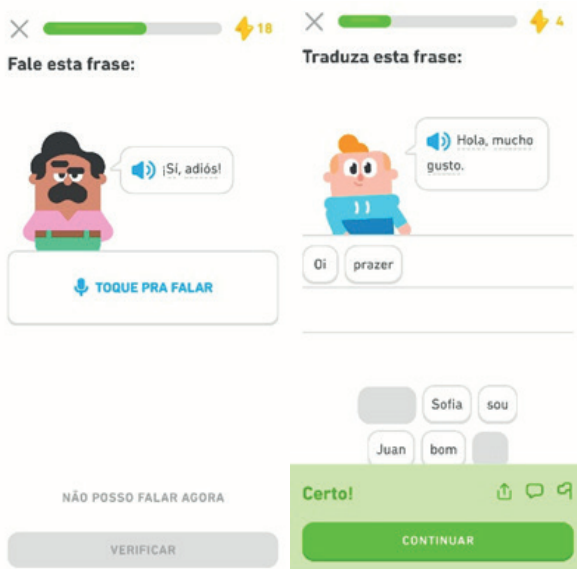 18
Fale esta frase:
¡Sí, adiós!
TOQUE PRA FALAR
NÃO POSSO FALAR AGORA
VERIFICAR
4
Traduza esta frase:
Hola, mucho
gusto.
Oi prazer
Sofia sou
Juan bom
Certo!
CONTINUAR